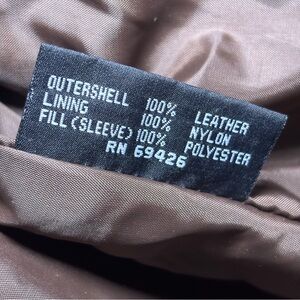 OUTERSHELL 100% LEATHER
LINING 100% NYLON
FILL (SLEEVE) 100% POLYESTER
RN 69426